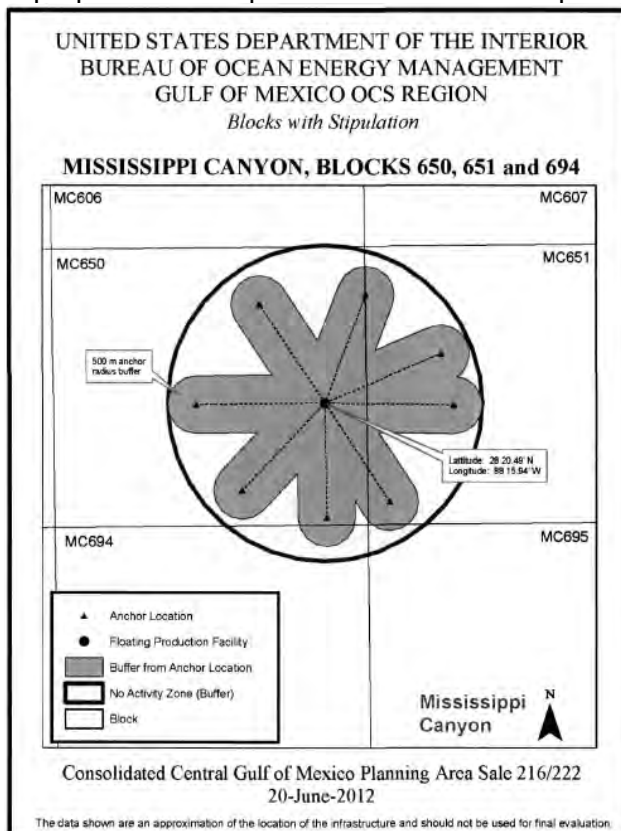 UNITED STATES DEPARTMENT OF THE INTERIOR
BUREAU OF OCEAN ENERGY MANAGEMENT
GULF OF MEXICO OCS REGION
Blocks with Stipulation
MISSISSIPPI CANYON, BLOCKS 650, 651 and 694
MC606
MC607
MC650
MC651
500 m anchor
radius buffer
Latitude: 28 20.49' N
Longitude: 88 15.94' W
MC694
MC695
Anchor Location
Floating Production Facility
Buffer from Anchor Location
No Activity Zone (Buffer)
Block
Mississippi
Canyon
N
Consolidated Central Gulf of Mexico Planning Area Sale 216/222
20-June-2012
The data shown are an approximation of the location of the infrastructure and should not be used for final evaluation.